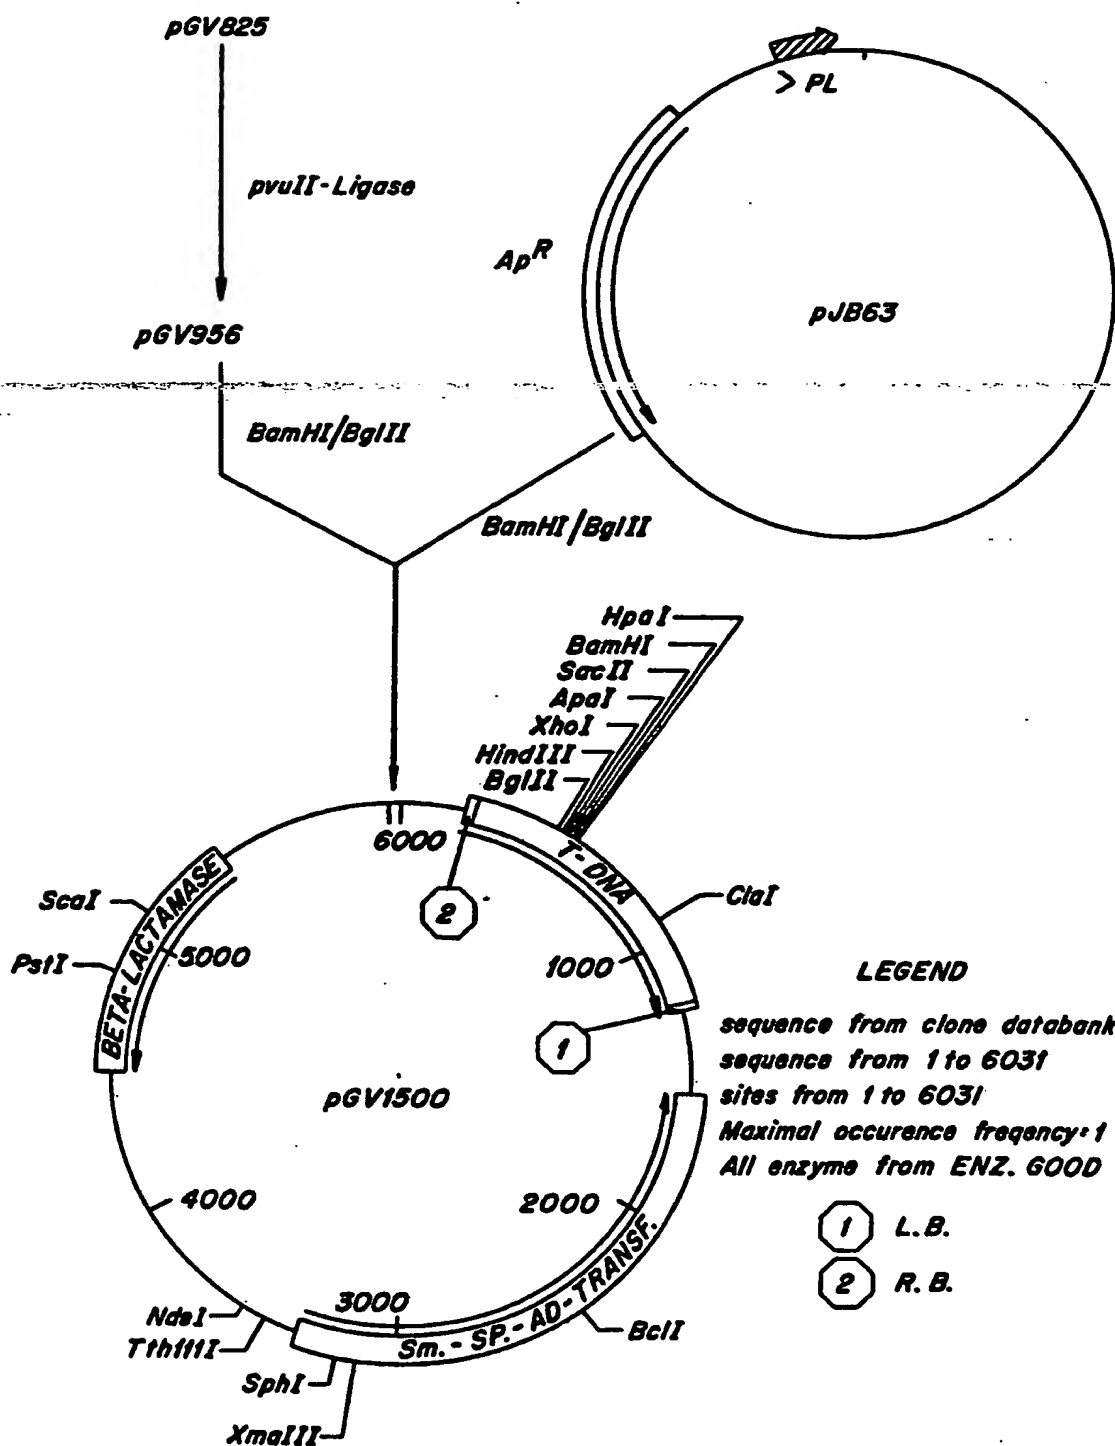 pGV825
> PL
pvuII-Ligase
Ap^R
pJB63
pGV956
BamHI/BglII
BamHI/BglII
HpaI
BamHI
SacII
ApaI
XhoI
HindIII
BglII
6000
T-DNA
2
ClaI
ScaI
PstI
BETA-LACTAMASE
5000
1000
1
pGV1500
4000
2000
3000
Sm.-SP.-AD-TRANSF.
NdeI
Tth111I
SphI
XmaIII
BclI
LEGEND
sequence from clone databank
sequence from 1 to 6031
sites from 1 to 6031
Maximal occurence freqency=1
All enzyme from ENZ. GOOD
1 L.B.
2 R.B.